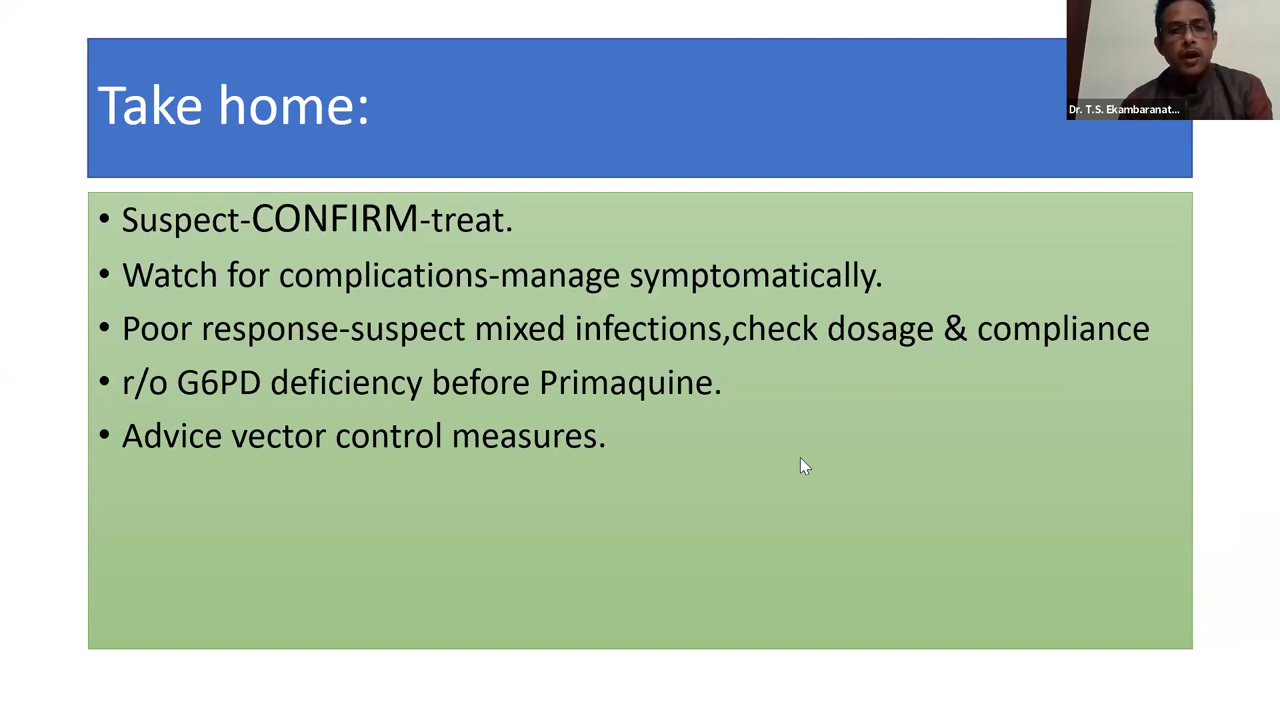 Dr. T.S. Ekambaranat...
Take home:
• Suspect-CONFIRM-treat.
• Watch for complications-manage symptomatically.
• Poor response-suspect mixed infections,check dosage & compliance
• r/o G6PD deficiency before Primaquine.
• Advice vector control measures.